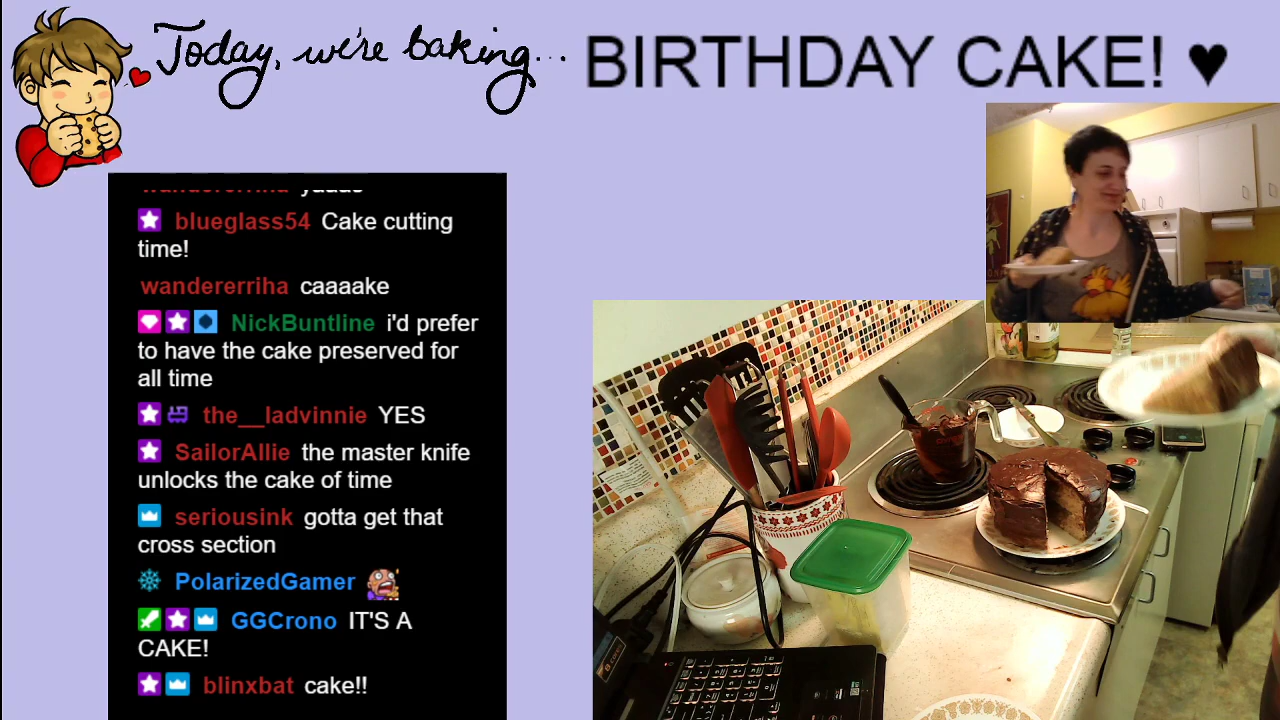 Today, we're baking... BIRTHDAY CAKE! ♥
wandererriha yaaas
blueglass54 Cake cutting
time!
wandererriha caaaake
NickBuntline i'd prefer
to have the cake preserved for
all time
the__ladvinnie YES
SailorAllie the master knife
unlocks the cake of time
seriousink gotta get that
cross section
PolarizedGamer
GGCrono IT'S A
CAKE!
blinxbat cake!!